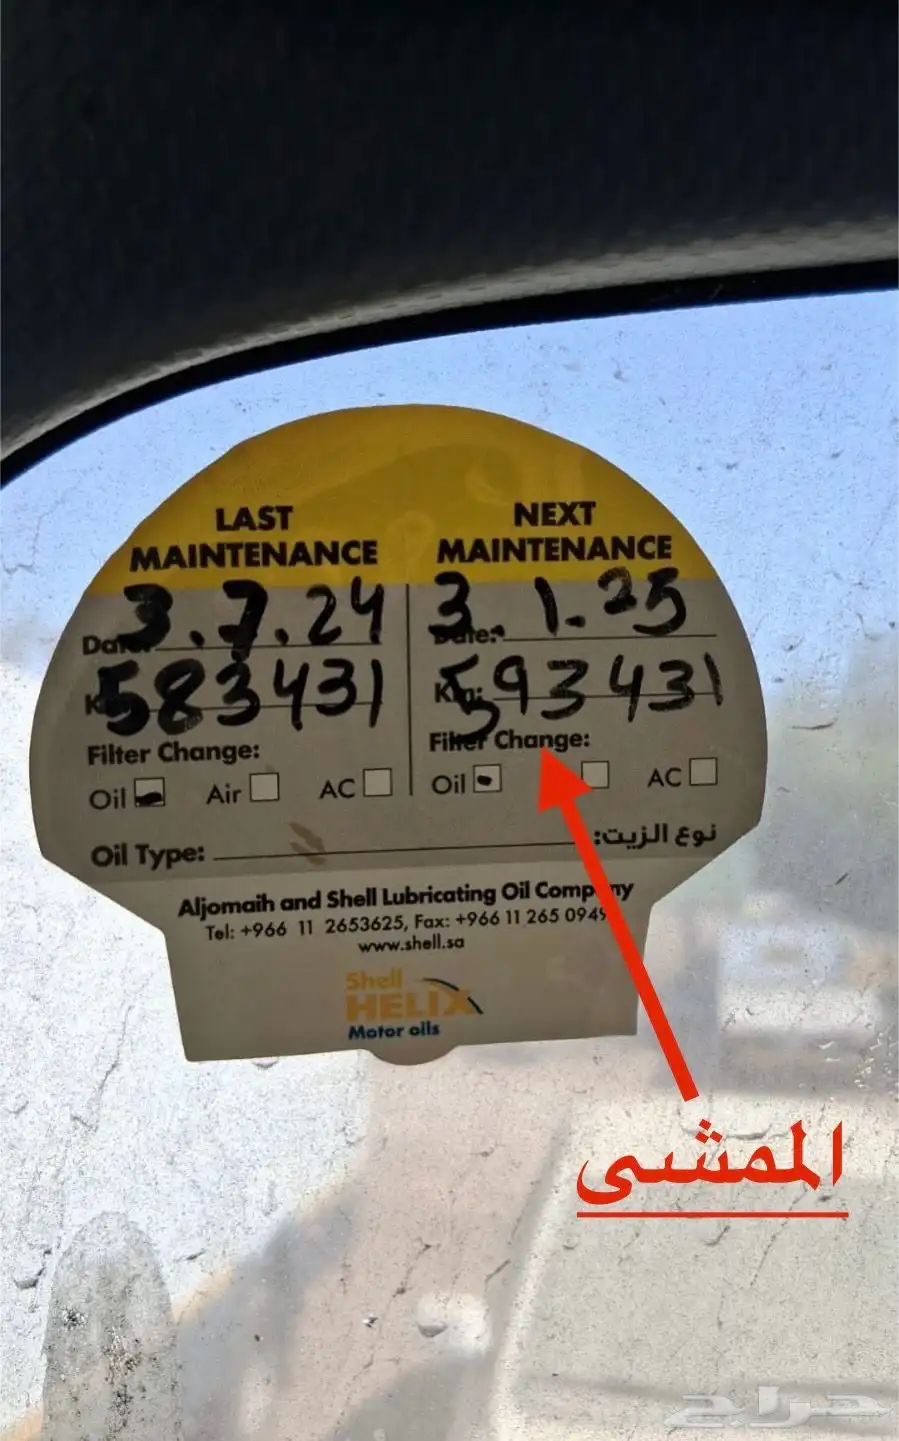 LAST
MAINTENANCE
NEXT
MAINTENANCE
Date: 3.7.24
Date: 3.1.25
583431
Km: 593431
Filter Change:
Filter Change:
Oil Air AC
Oil AC
Oil Type: نوع الزيت:
Aljomaih and Shell Lubricating Oil Company
Tel: +966 11 2653625, Fax: +966 11 265 0949
www.shell.sa
Shell
HELIX
Motor oils
الممشى
حراج